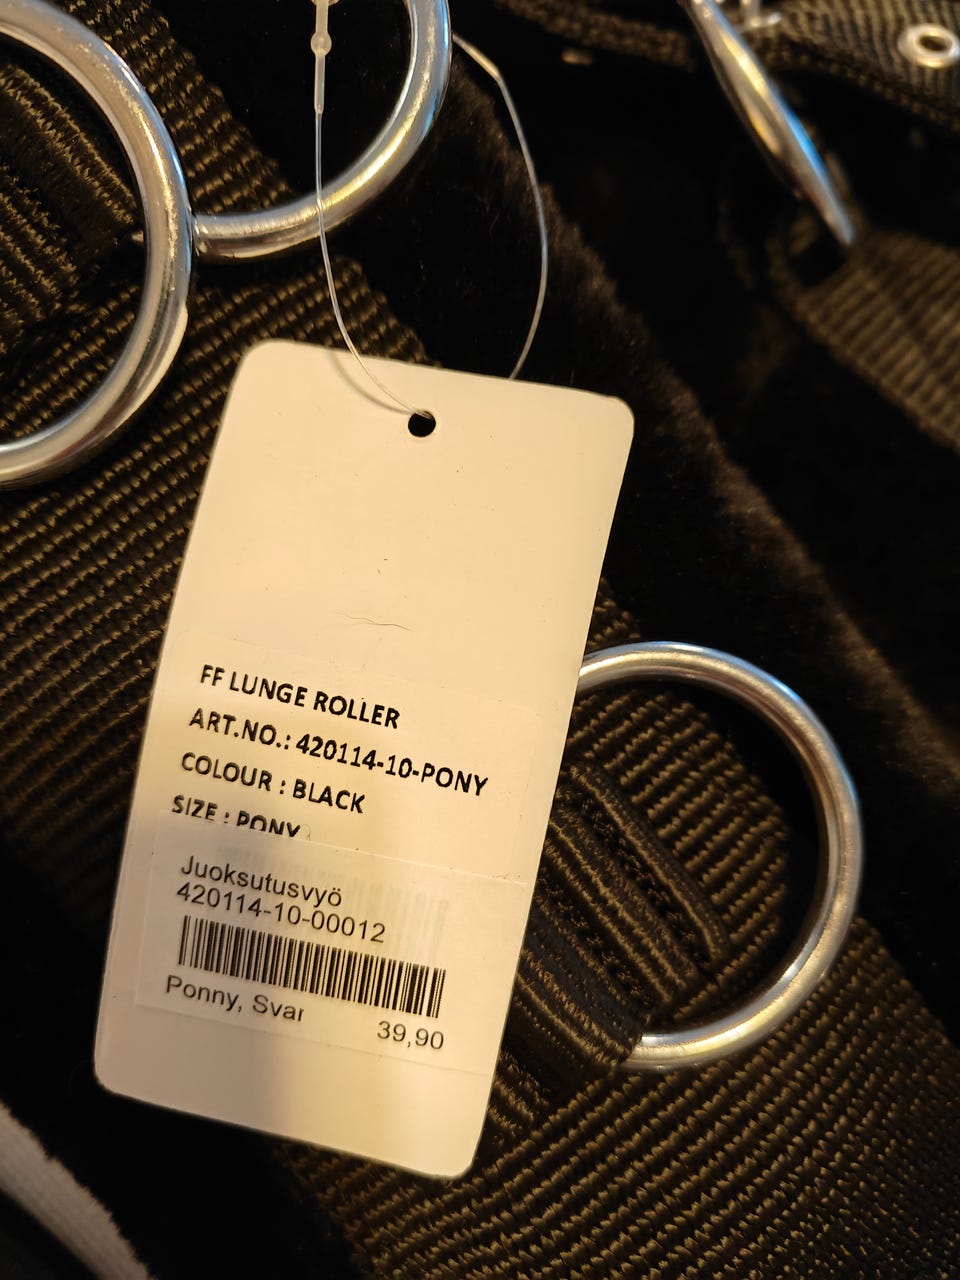 FF LUNGE ROLLER
ART.NO.: 420114-10-PONY
COLOUR : BLACK
SIZE : PONY
Juoksutusvyö
420114-10-00012
Ponny, Svar
39,90